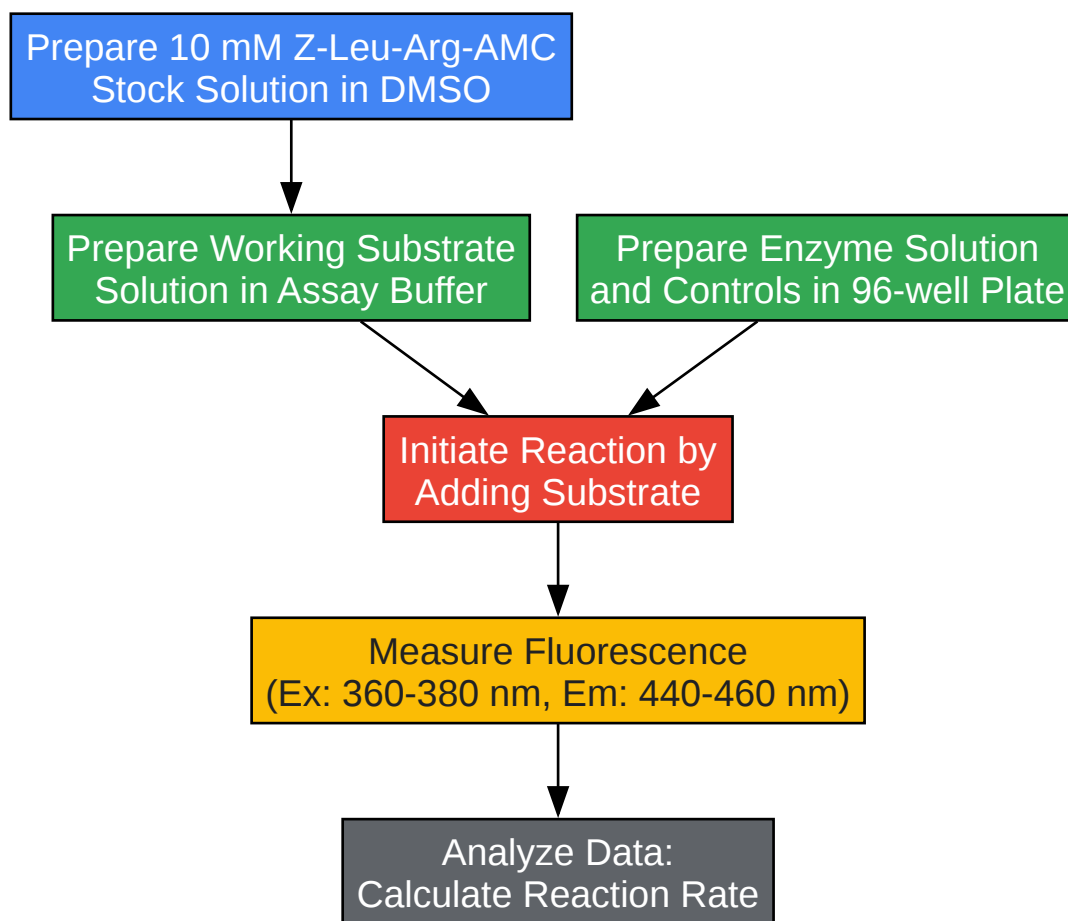 Prepare 10 mM Z-Leu-Arg-AMC
Stock Solution in DMSO
Prepare Working Substrate
Solution in Assay Buffer
Prepare Enzyme Solution
and Controls in 96-well Plate
Initiate Reaction by
Adding Substrate
Measure Fluorescence
(Ex: 360-380 nm, Em: 440-460 nm)
Analyze Data:
Calculate Reaction Rate